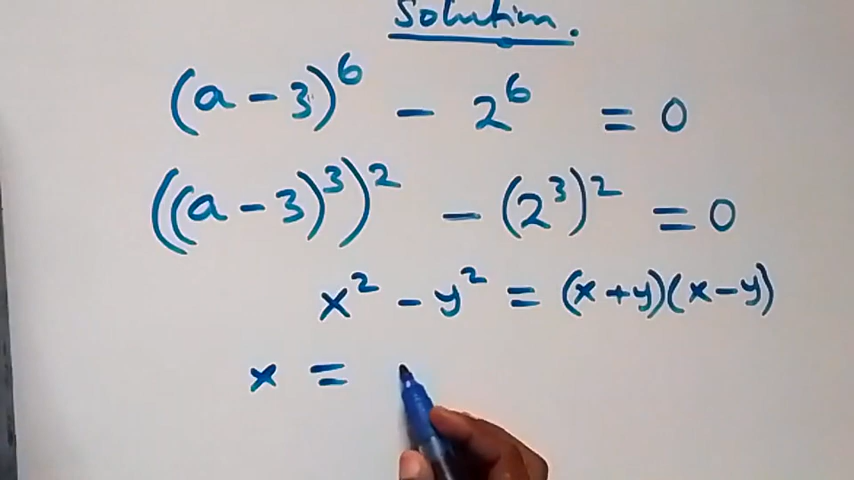 Solution.
(a - 3)^6 - 2^6 = 0
((a - 3)^3)^2 - (2^3)^2 = 0
x^2 - y^2 = (x + y)(x - y)
x =